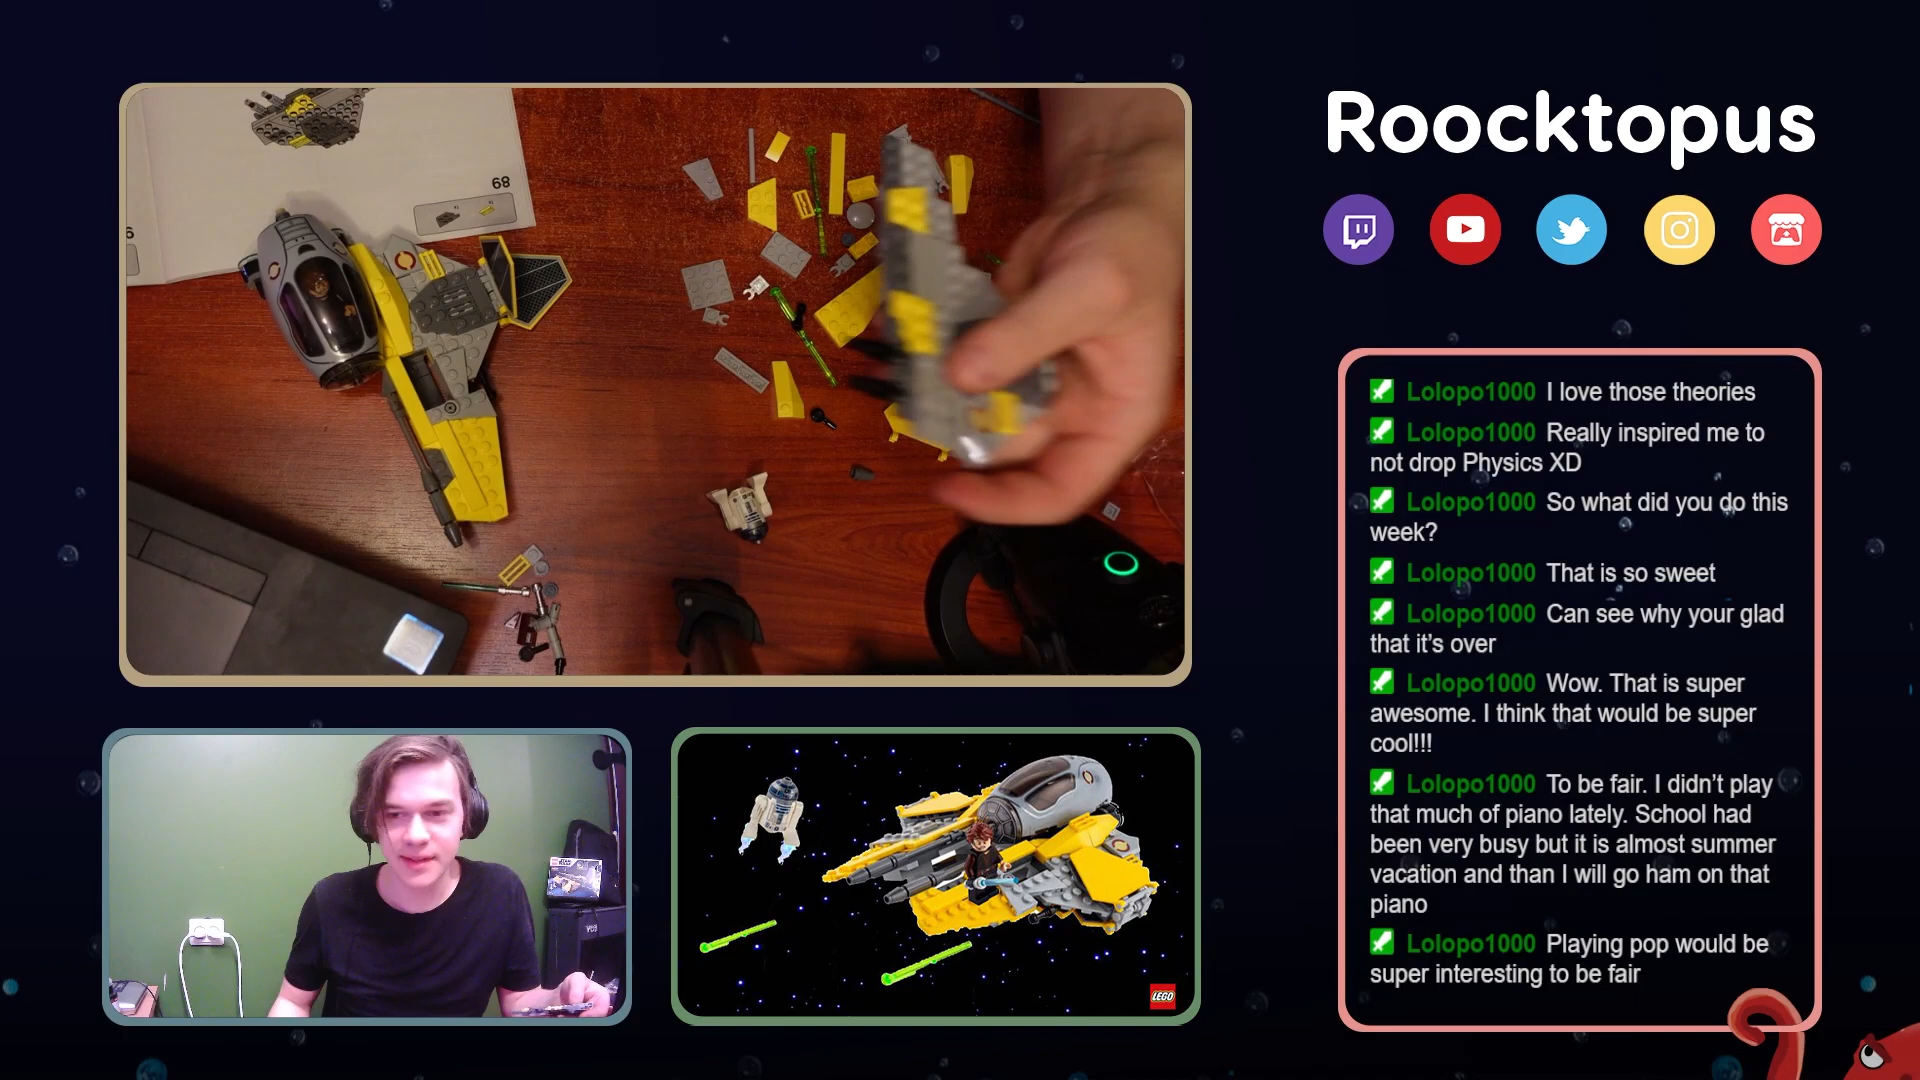 Roocktopus
89
Lolopo1000 I love those theories
Lolopo1000 Really inspired me to
not drop Physics XD
Lolopo1000 So what did you do this
week?
Lolopo1000 That is so sweet
Lolopo1000 Can see why your glad
that it's over
Lolopo1000 Wow. That is super
awesome. I think that would be super
cool!!!
Lolopo1000 To be fair. I didn't play
that much of piano lately. School had
been very busy but it is almost summer
vacation and than I will go ham on that
piano
Lolopo1000 Playing pop would be
super interesting to be fair
LEGO